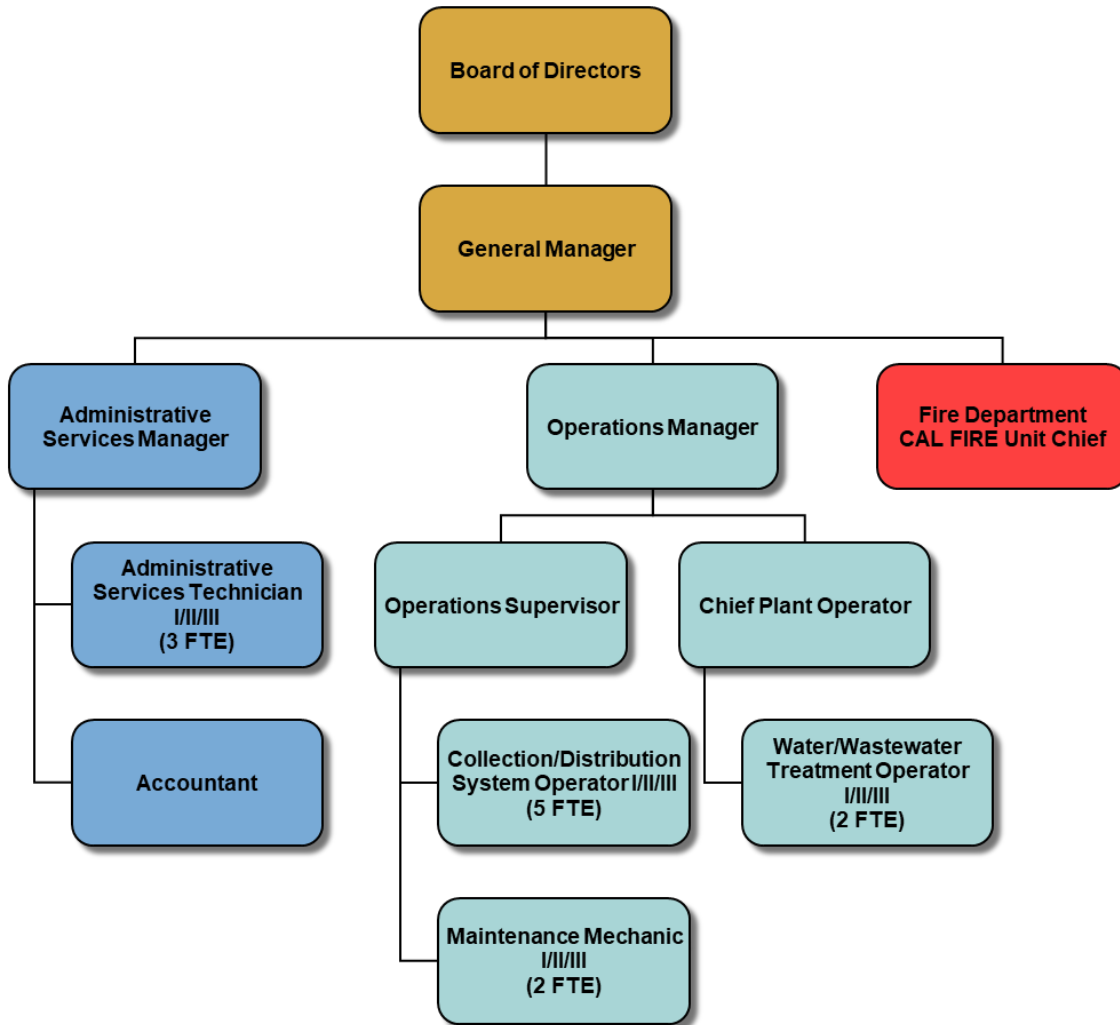 Board of Directors
General Manager
Administrative
Services Manager
Operations Manager
Fire Department
CAL FIRE Unit Chief
Administrative
Services Technician
I/II/III
(3 FTE)
Operations Supervisor
Chief Plant Operator
Accountant
Collection/Distribution
System Operator I/II/III
(5 FTE)
Water/Wastewater
Treatment Operator
I/II/III
(2 FTE)
Maintenance Mechanic
I/II/III
(2 FTE)